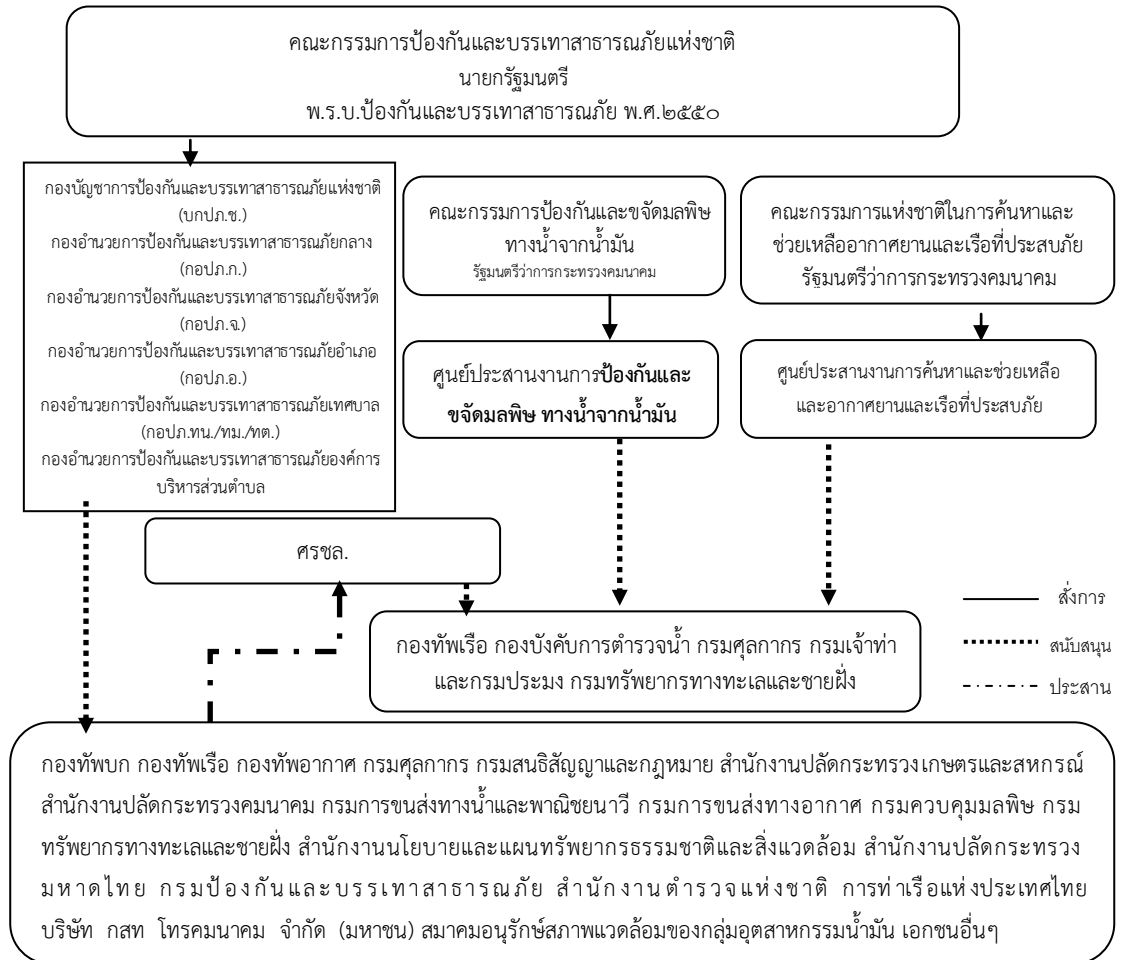 คณะกรรมการป้องกันและบรรเทาสาธารณภัยแห่งชาติ
นายกรัฐมนตรี
พ.ร.บ.ป้องกันและบรรเทาสาธารณภัย พ.ศ.๒๕๕๐
กองบัญชาการป้องกันและบรรเทาสาธารณภัยแห่งชาติ
(บกปภ.ช.)
กองอำนวยการป้องกันและบรรเทาสาธารณภัยกลาง
(กอปภ.ก.)
กองอำนวยการป้องกันและบรรเทาสาธารณภัยจังหวัด
(กอปภ.จ.)
กองอำนวยการป้องกันและบรรเทาสาธารณภัยอำเภอ
(กอปภ.อ.)
กองอำนวยการป้องกันและบรรเทาสาธารณภัยเทศบาล
(กอปภ.ทน./ทม./ทต.)
กองอำนวยการป้องกันและบรรเทาสาธารณภัยองค์การ
บริหารส่วนตำบล
คณะกรรมการป้องกันและขจัดมลพิษ
ทางน้ำจากน้ำมัน
รัฐมนตรีว่าการกระทรวงคมนาคม
คณะกรรมการแห่งชาติในการค้นหาและ
ช่วยเหลืออากาศยานและเรือที่ประสบภัย
รัฐมนตรีว่าการกระทรวงคมนาคม
ศูนย์ประสานงานการป้องกันและ
ขจัดมลพิษ ทางน้ำจากน้ำมัน
ศูนย์ประสานงานการค้นหาและช่วยเหลือ
และอากาศยานและเรือที่ประสบภัย
ศรชล.
กองทัพเรือ กองบังคับการตำรวจน้ำ กรมศุลกากร กรมเจ้าท่า
และกรมประมง กรมทรัพยากรทางทะเลและชายฝั่ง
สั่งการ
สนับสนุน
ประสาน
กองทัพบก กองทัพเรือ กองทัพอากาศ กรมศุลกากร กรมสนธิสัญญาและกฎหมาย สำนักงานปลัดกระทรวงเกษตรและสหกรณ์
สำนักงานปลัดกระทรวงคมนาคม กรมการขนส่งทางน้ำและพาณิชยนาวี กรมการขนส่งทางอากาศ กรมควบคุมมลพิษ กรม
ทรัพยากรทางทะเลและชายฝั่ง สำนักงานนโยบายและแผนทรัพยากรธรรมชาติและสิ่งแวดล้อม สำนักงานปลัดกระทรวง
มหาดไทย กรมป้องกันและบรรเทาสาธารณภัย สำนักงานตำรวจแห่งชาติ การท่าเรือแห่งประเทศไทย
บริษัท กสท โทรคมนาคม จำกัด (มหาชน) สมาคมอนุรักษ์สภาพแวดล้อมของกลุ่มอุตสาหกรรมน้ำมัน เอกชนอื่นๆ